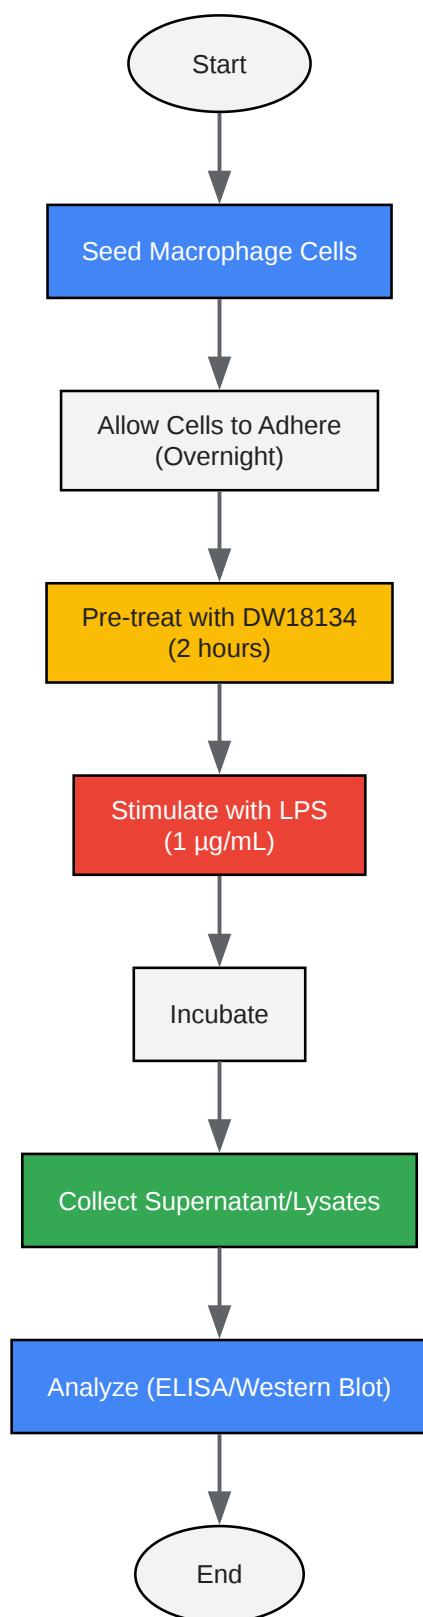 Start
Seed Macrophage Cells
Allow Cells to Adhere
(Overnight)
Pre-treat with DW18134
(2 hours)
Stimulate with LPS
(1 µg/mL)
Incubate
Collect Supernatant/Lysates
Analyze (ELISA/Western Blot)
End